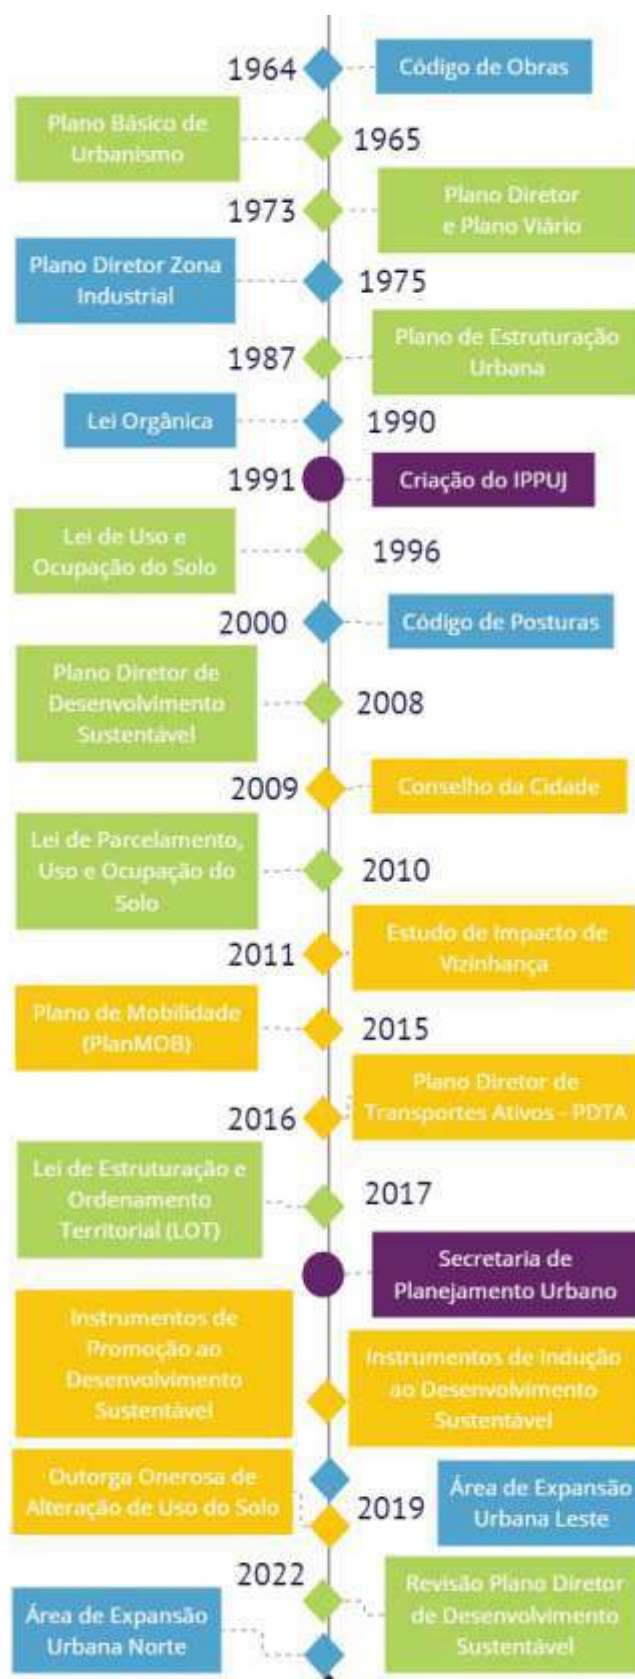 1964
Código de Obras
Plano Básico de
Urbanismo
1965
1973
Plano Diretor
e Plano Viário
Plano Diretor Zona
Industrial
1975
1987
Plano de Estruturação
Urbana
Lei Orgânica
1990
1991
Criação do IPPUJ
Lei de Uso e
Ocupação do Solo
1996
2000
Código de Posturas
Plano Diretor de
Desenvolvimento
Sustentável
2008
2009
Conselho da Cidade
Lei de Parcelamento,
Uso e Ocupação do
Solo
2010
2011
Estudo de Impacto de
Vizinhança
Plano de Mobilidade
(PlanMOB)
2015
2016
Plano Diretor de
Transportes Ativos - PDTA
Lei de Estruturação e
Ordenamento
Territorial (LOT)
2017
Secretaria de
Planejamento Urbano
Instrumentos de
Promoção ao
Desenvolvimento
Sustentável
Instrumentos de Indução
ao Desenvolvimento
Sustentável
Outorga Onerosa de
Alteração de Uso do Solo
2019
Área de Expansão
Urbana Leste
2022
Revisão Plano Diretor
de Desenvolvimento
Sustentável
Área de Expansão
Urbana Norte